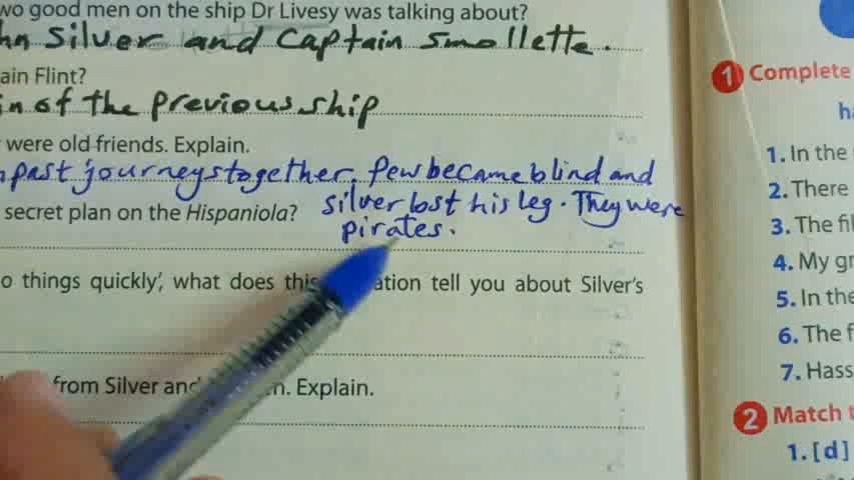 wo good men on the ship Dr Livesy was talking about?
hn Silver and Captain Smollette.
ain Flint?
in of the Previous ship
were old friends. Explain.
past journeys together. Pew became blind and
silver lost his leg. They were
pirates.
secret plan on the Hispaniola?
o things quickly', what does this ation tell you about Silver's
from Silver and n. Explain.
1 Complete
h
1. In the
2. There
3. The fi
4. My gr
5. In the
6. The f
7. Hass
2 Match t
1. [d]